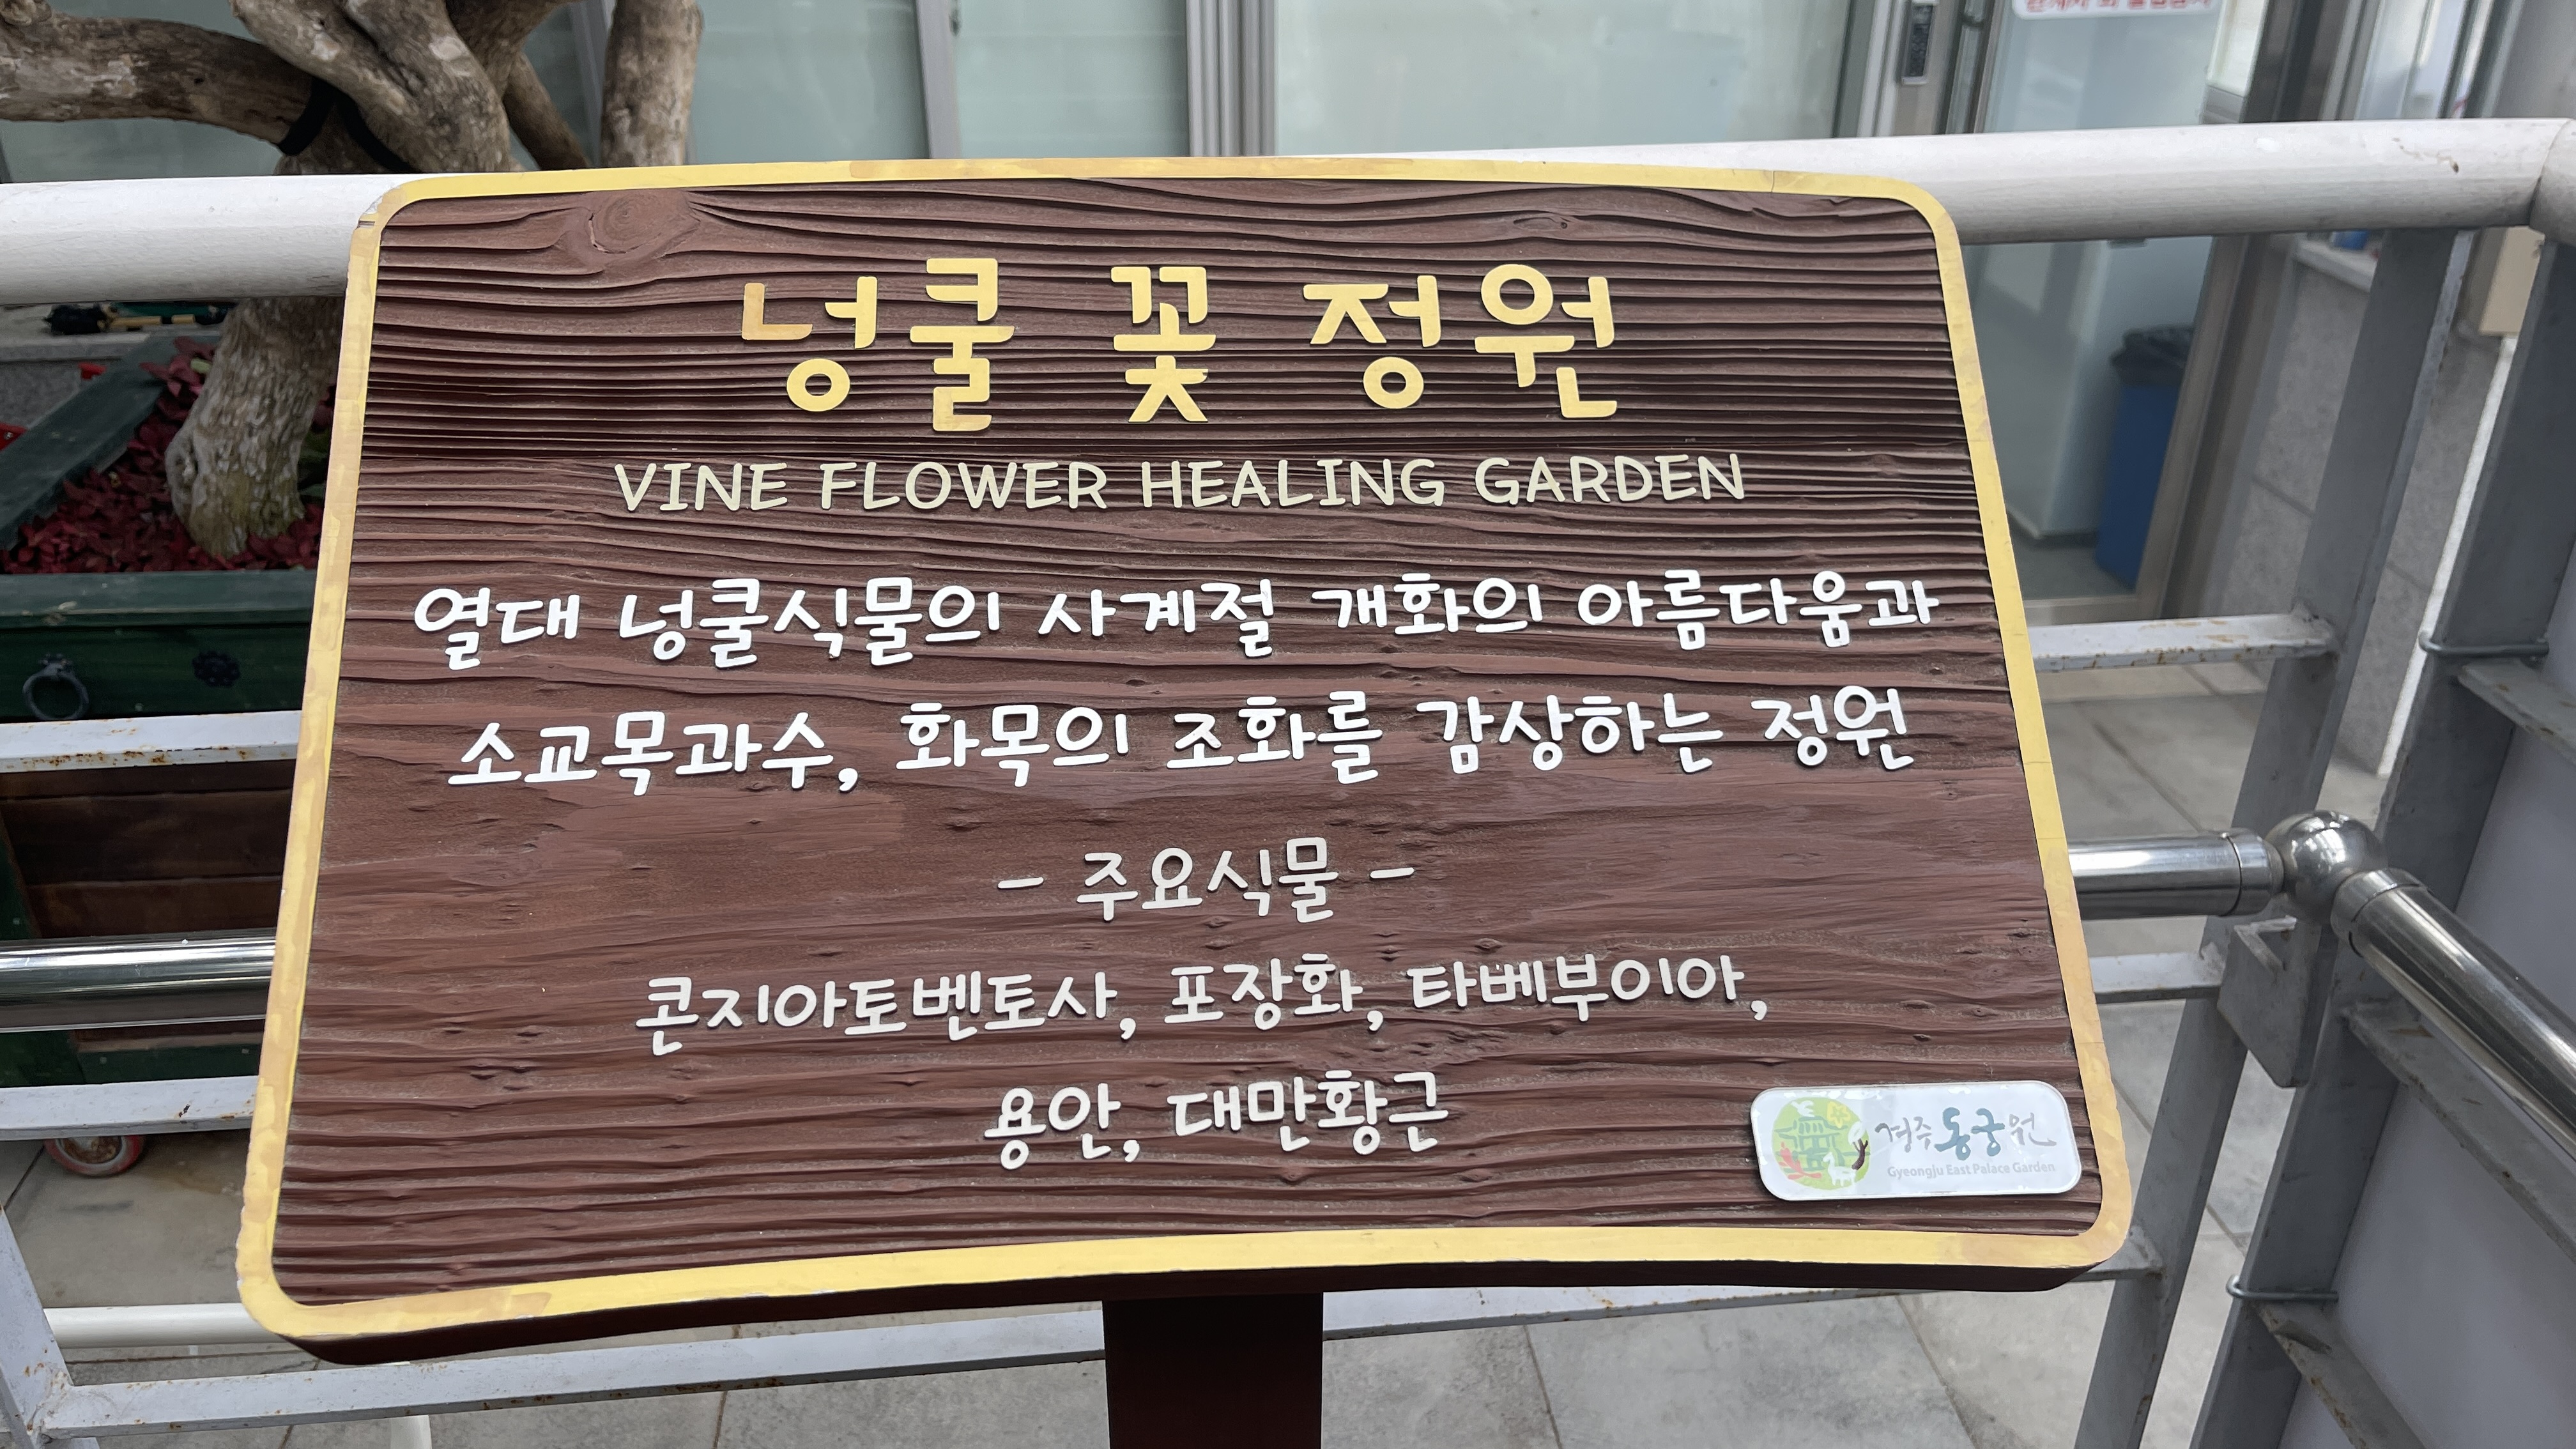 넝쿨 꽃 정원
VINE FLOWER HEALING GARDEN
열대 넝쿨식물의 사계절 개화의 아름다움과
소교목과수, 화목의 조화를 감상하는 정원
- 주요식물 -
콘지아토벤토사, 포장화, 타베부이아,
용안, 대만황근
경주동궁원
Gyeongju East Palace Garden